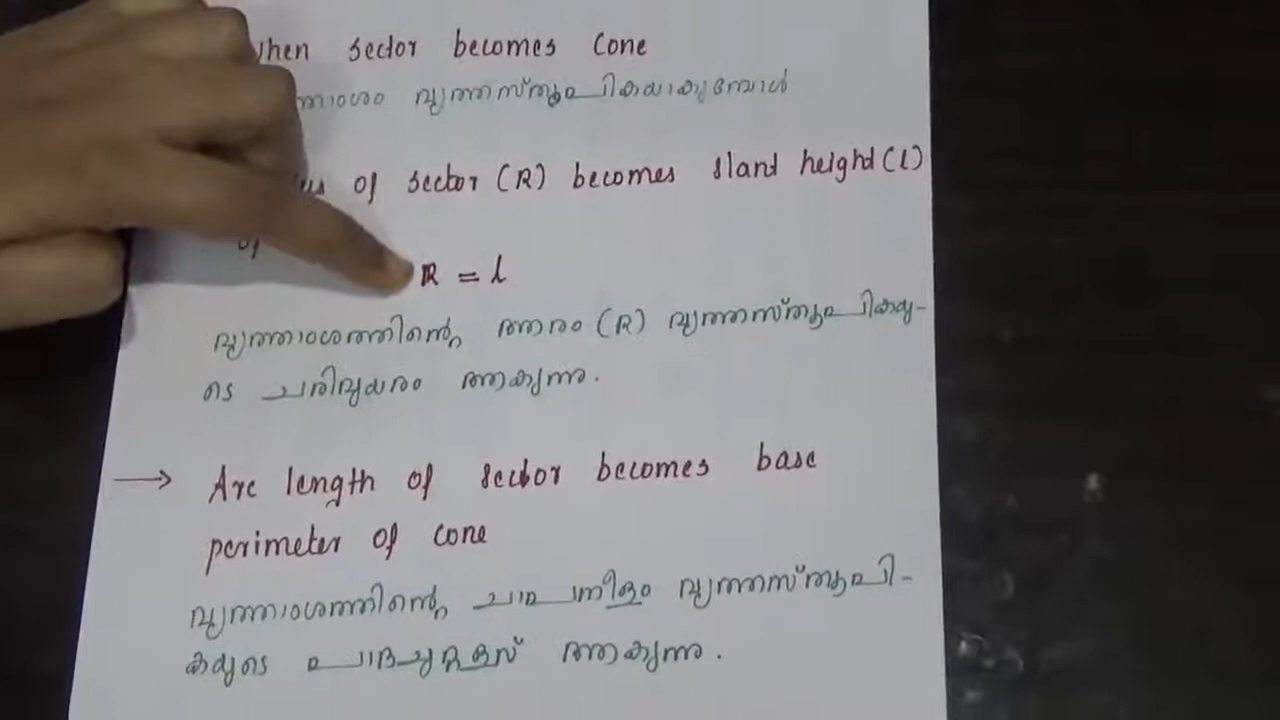 when sector becomes Cone
വൃത്തസ്തൂപികയാകുമ്പോൾ
of sector (R) becomes slant height (l)
of
R = l
വൃത്താംശത്തിന്റെ ആരം (R) വൃത്തസ്തൂപികയു-
ടെ ചരിവുയരം ആകുന്നു.
→ Arc length of sector becomes base
perimeter of cone
വൃത്താംശത്തിന്റെ ചാപനീളം വൃത്തസ്തൂപി-
കയുടെ പാദചുറ്റളവ് ആകുന്നു.